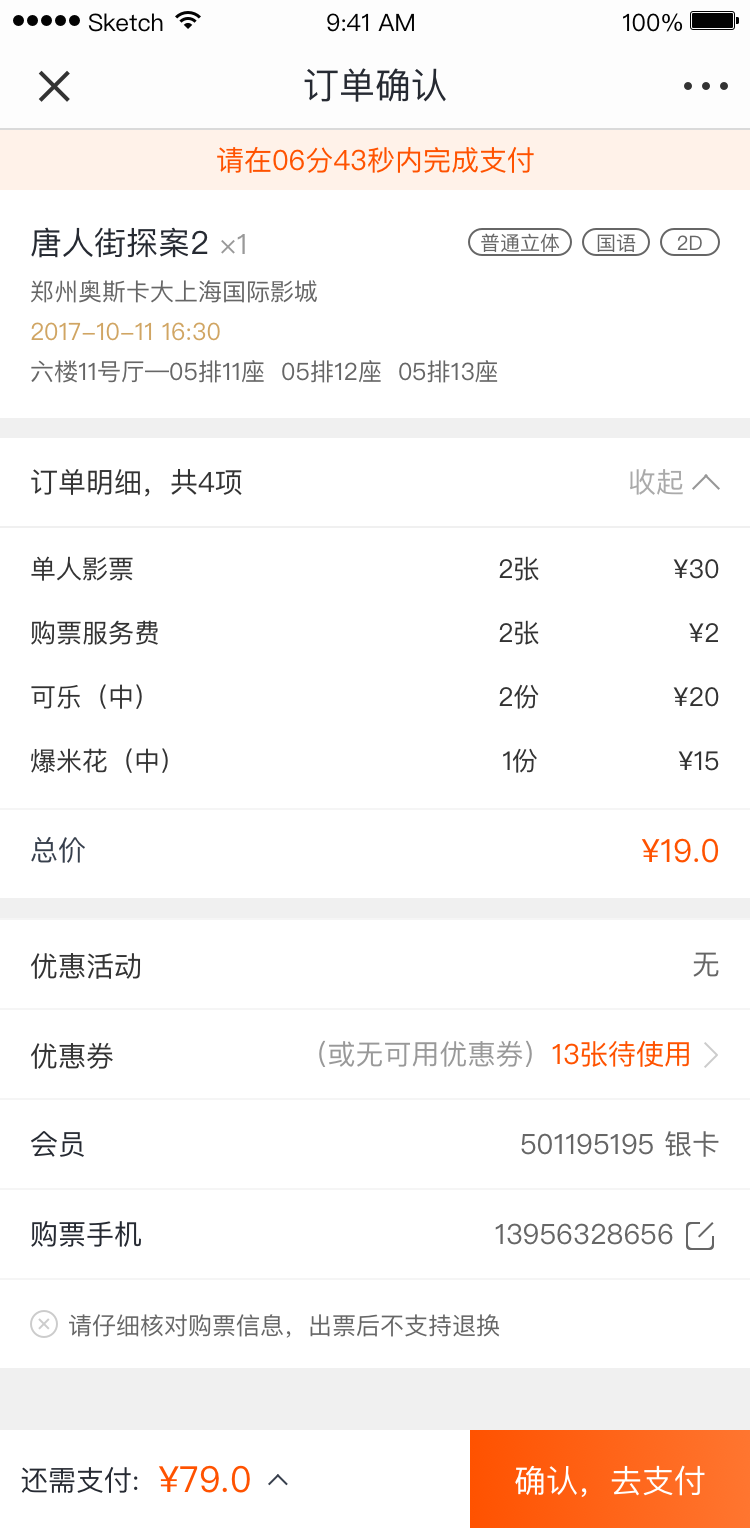 Sketch 9:41 AM 100%
订单确认
请在06分43秒内完成支付
唐人街探案2 ×1 普通立体 国语 2D
郑州奥斯卡大上海国际影城
2017-10-11 16:30
六楼11号厅—05排11座 05排12座 05排13座
订单明细，共4项 收起
单人影票 2张 ¥30
购票服务费 2张 ¥2
可乐（中） 2份 ¥20
爆米花（中） 1份 ¥15
总价 ¥19.0
优惠活动 无
优惠券 （或无可用优惠券）13张待使用
会员 501195195 银卡
购票手机 13956328656
请仔细核对购票信息，出票后不支持退换
还需支付: ¥79.0 确认，去支付